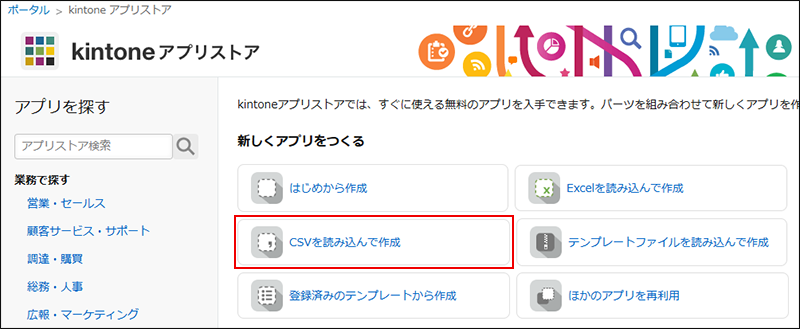 ポータル > kintone アプリストア
kintone アプリストア
アプリを探す
アプリストア検索
業務で探す
営業・セールス
顧客サービス・サポート
調達・購買
総務・人事
広報・マーケティング
kintoneアプリストアでは、すぐに使える無料のアプリを入手できます。パーツを組み合わせて新しくアプリを作
新しくアプリをつくる
はじめから作成
Excelを読み込んで作成
CSVを読み込んで作成
テンプレートファイルを読み込んで作成
登録済みのテンプレートから作成
ほかのアプリを再利用